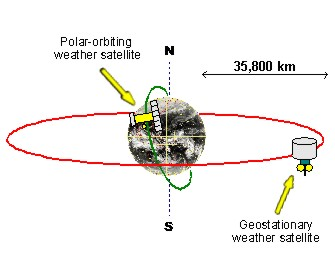 Polar-orbiting
weather satellite
N
35,800 km
S
Geostationary
weather satellite